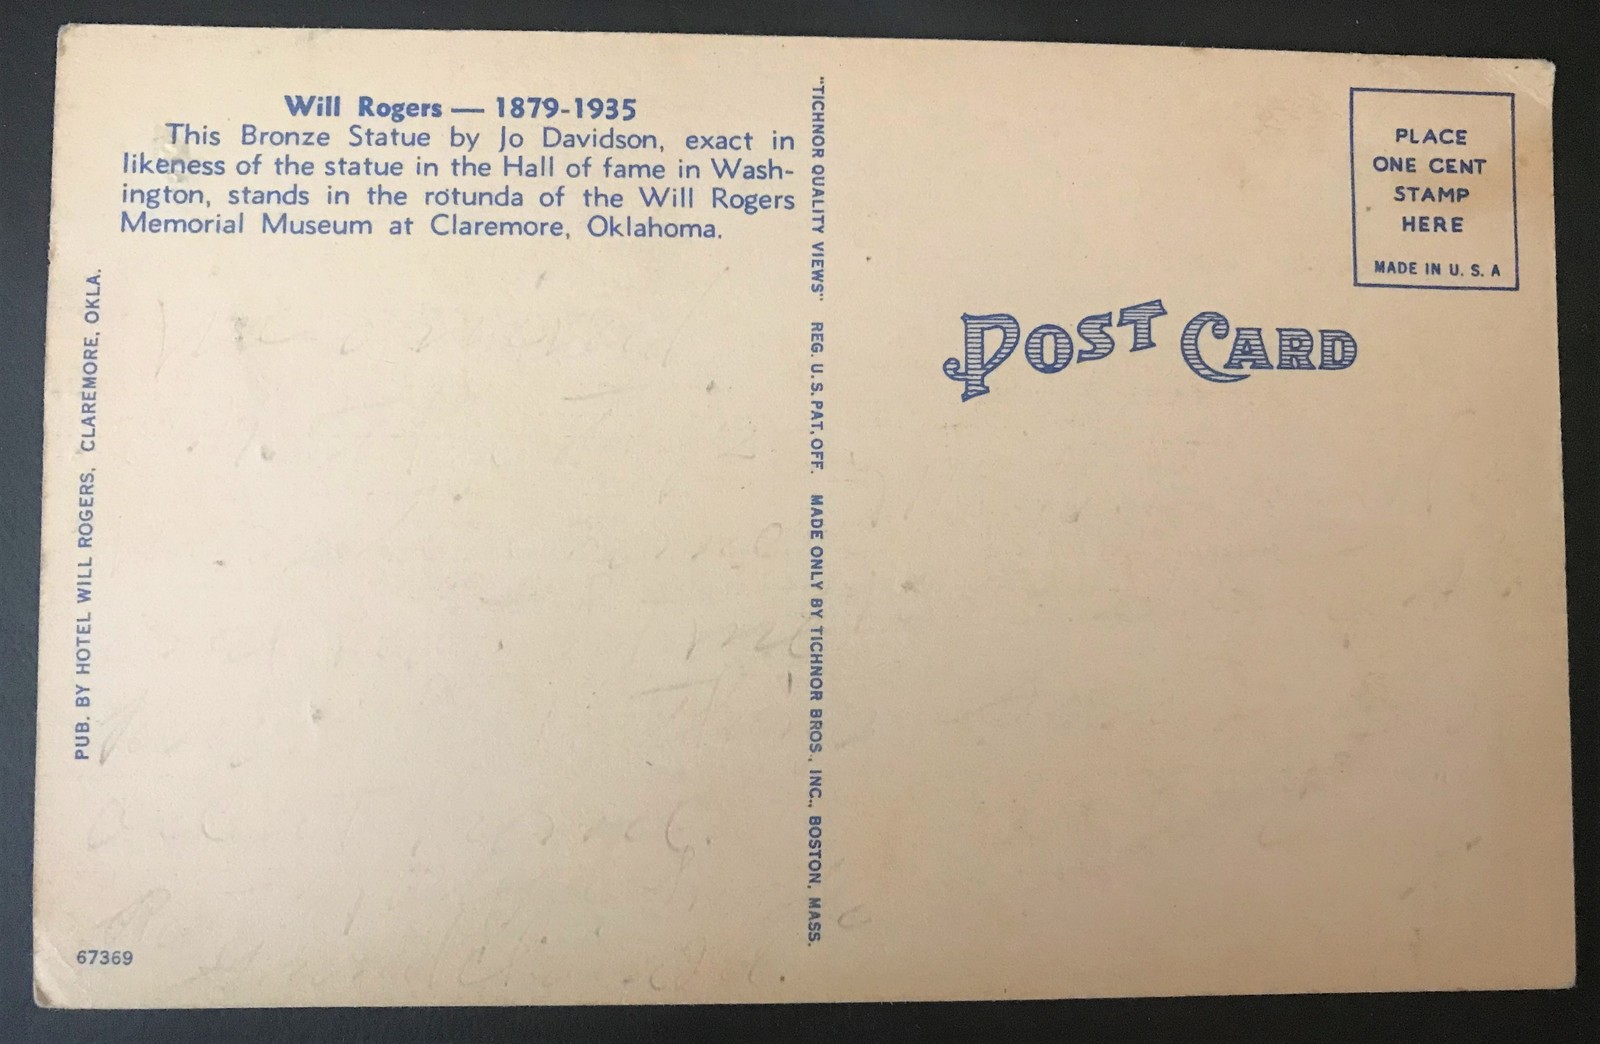 Will Rogers — 1879-1935
This Bronze Statue by Jo Davidson, exact in
likeness of the statue in the Hall of fame in Wash-
ington, stands in the rotunda of the Will Rogers
Memorial Museum at Claremore, Oklahoma.
PUB. BY HOTEL WILL ROGERS, CLAREMORE, OKLA.
67369
"TICHNOR QUALITY VIEWS" REG. U. S. PAT. OFF. MADE ONLY BY TICHNOR BROS., INC., BOSTON, MASS.
POST CARD
PLACE
ONE CENT
STAMP
HERE
MADE IN U. S. A